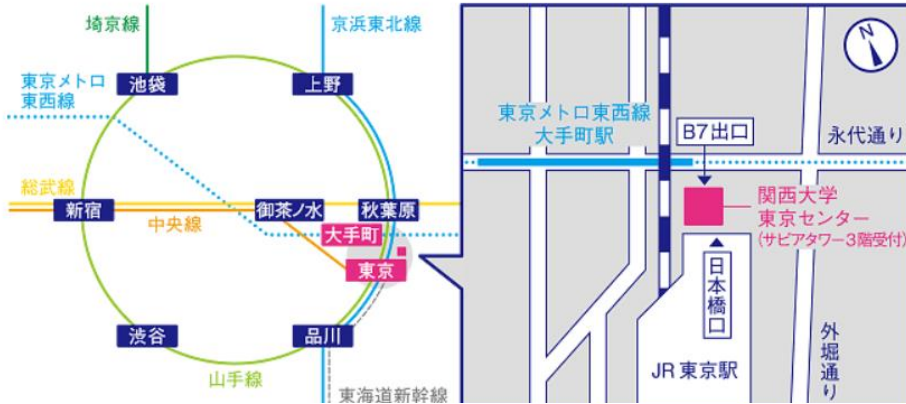 埼京線
京浜東北線
池袋
上野
東京メトロ
東西線
総武線
新宿
中央線
御茶ノ水
秋葉原
大手町
東京
渋谷
品川
山手線
東海道新幹線
N
東京メトロ東西線
大手町駅
B7出口
永代通り
関西大学
東京センター
(サピアタワー3階受付)
日本橋口
JR東京駅
外堀通り